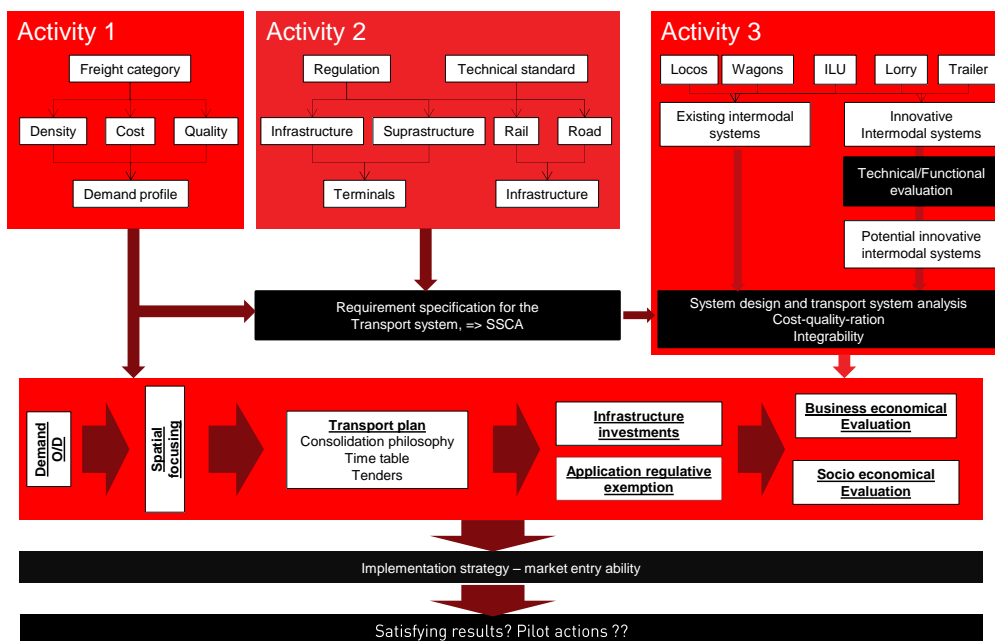 Activity 1
Freight category
Density
Cost
Quality
Demand profile
Activity 2
Regulation
Technical standard
Infrastructure
Suprastructure
Rail
Road
Terminals
Infrastructure
Activity 3
Locos
Wagons
ILU
Lorry
Trailer
Existing intermodal
systems
Innovative
Intermodal systems
Technical/Functional
evaluation
Potential innovative
intermodal systems
Requirement specification for the
Transport system, => SSCA
System design and transport system analysis
Cost-quality-ration
Integrability
Demand
O/D
Spatial
focusing
Transport plan
Consolidation philosophy
Time table
Tenders
Infrastructure
investments
Application regulative
exemption
Business economical
Evaluation
Socio economical
Evaluation
Implementation strategy – market entry ability
Satisfying results? Pilot actions ??